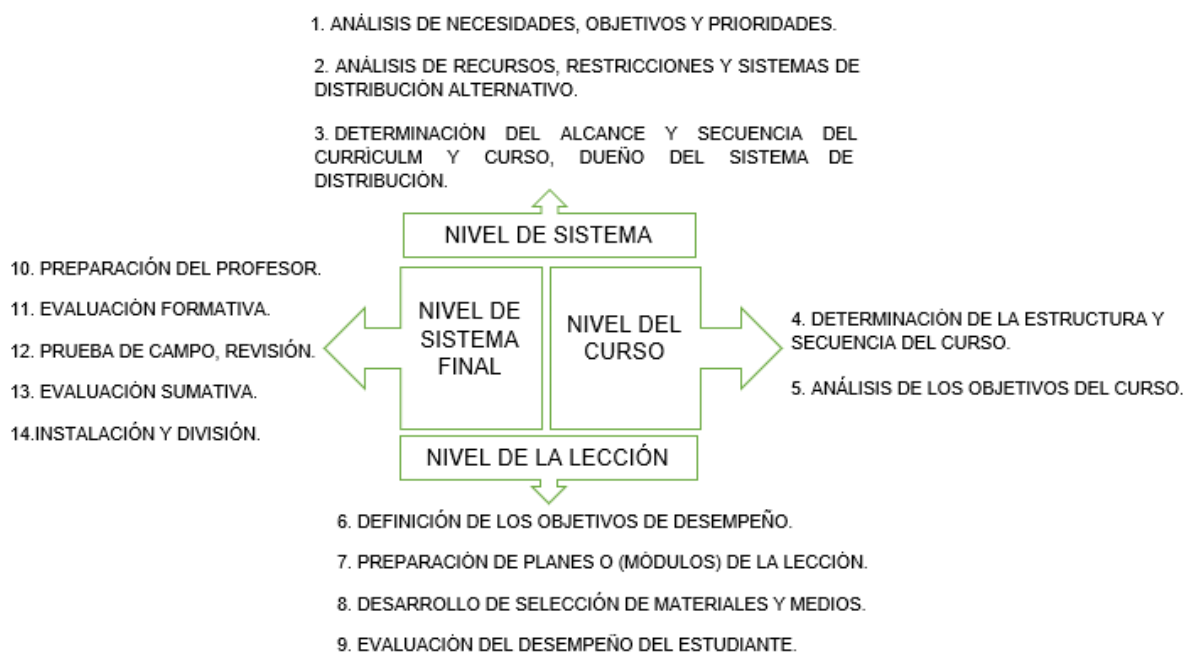 1. ANÁLISIS DE NECESIDADES, OBJETIVOS Y PRIORIDADES.
2. ANÁLISIS DE RECURSOS, RESTRICCIONES Y SISTEMAS DE
DISTRIBUCIÓN ALTERNATIVO.
3. DETERMINACIÓN DEL ALCANCE Y SECUENCIA DEL
CURRÍCULM Y CURSO, DUEÑO DEL SISTEMA DE
DISTRIBUCIÓN.
NIVEL DE SISTEMA
10. PREPARACIÓN DEL PROFESOR.
11. EVALUACIÓN FORMATIVA.
12. PRUEBA DE CAMPO, REVISIÓN.
13. EVALUACIÓN SUMATIVA.
14.INSTALACIÓN Y DIVISIÓN.
NIVEL DE
SISTEMA
FINAL
NIVEL DEL
CURSO
4. DETERMINACIÓN DE LA ESTRUCTURA Y
SECUENCIA DEL CURSO.
5. ANÁLISIS DE LOS OBJETIVOS DEL CURSO.
NIVEL DE LA LECCIÓN
6. DEFINICIÓN DE LOS OBJETIVOS DE DESEMPEÑO.
7. PREPARACIÓN DE PLANES O (MÓDULOS) DE LA LECCIÓN.
8. DESARROLLO DE SELECCIÓN DE MATERIALES Y MEDIOS.
9. EVALUACIÓN DEL DESEMPEÑO DEL ESTUDIANTE.